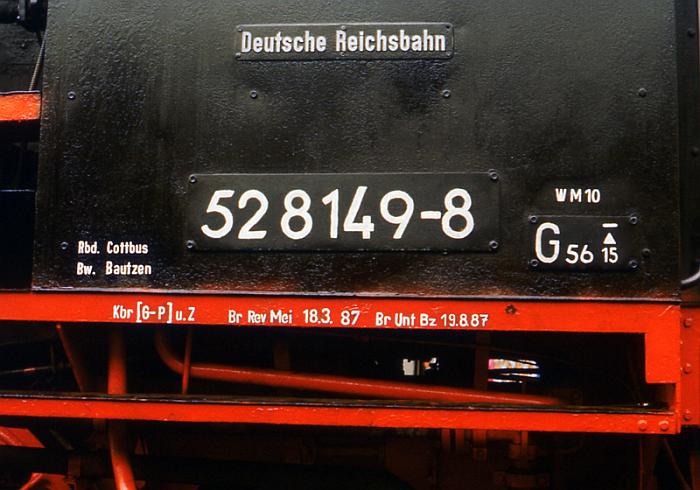 Deutsche Reichsbahn
52 8149-8
WM10
G 56 15
Rbd. Cottbus
Bw. Bautzen
Kbr [G-P] u.Z Br Rev Mei 18.3. 87 Br Unt Bz 19.8.87